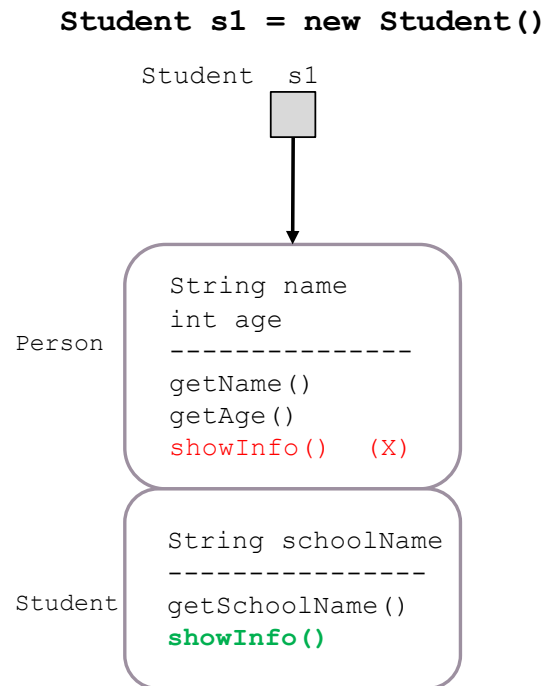 Student s1 = new Student()
Student  s1
Person
String name
int age
---------------
getName()
getAge()
showInfo()  (X)
Student
String schoolName
----------------
getSchoolName()
showInfo()